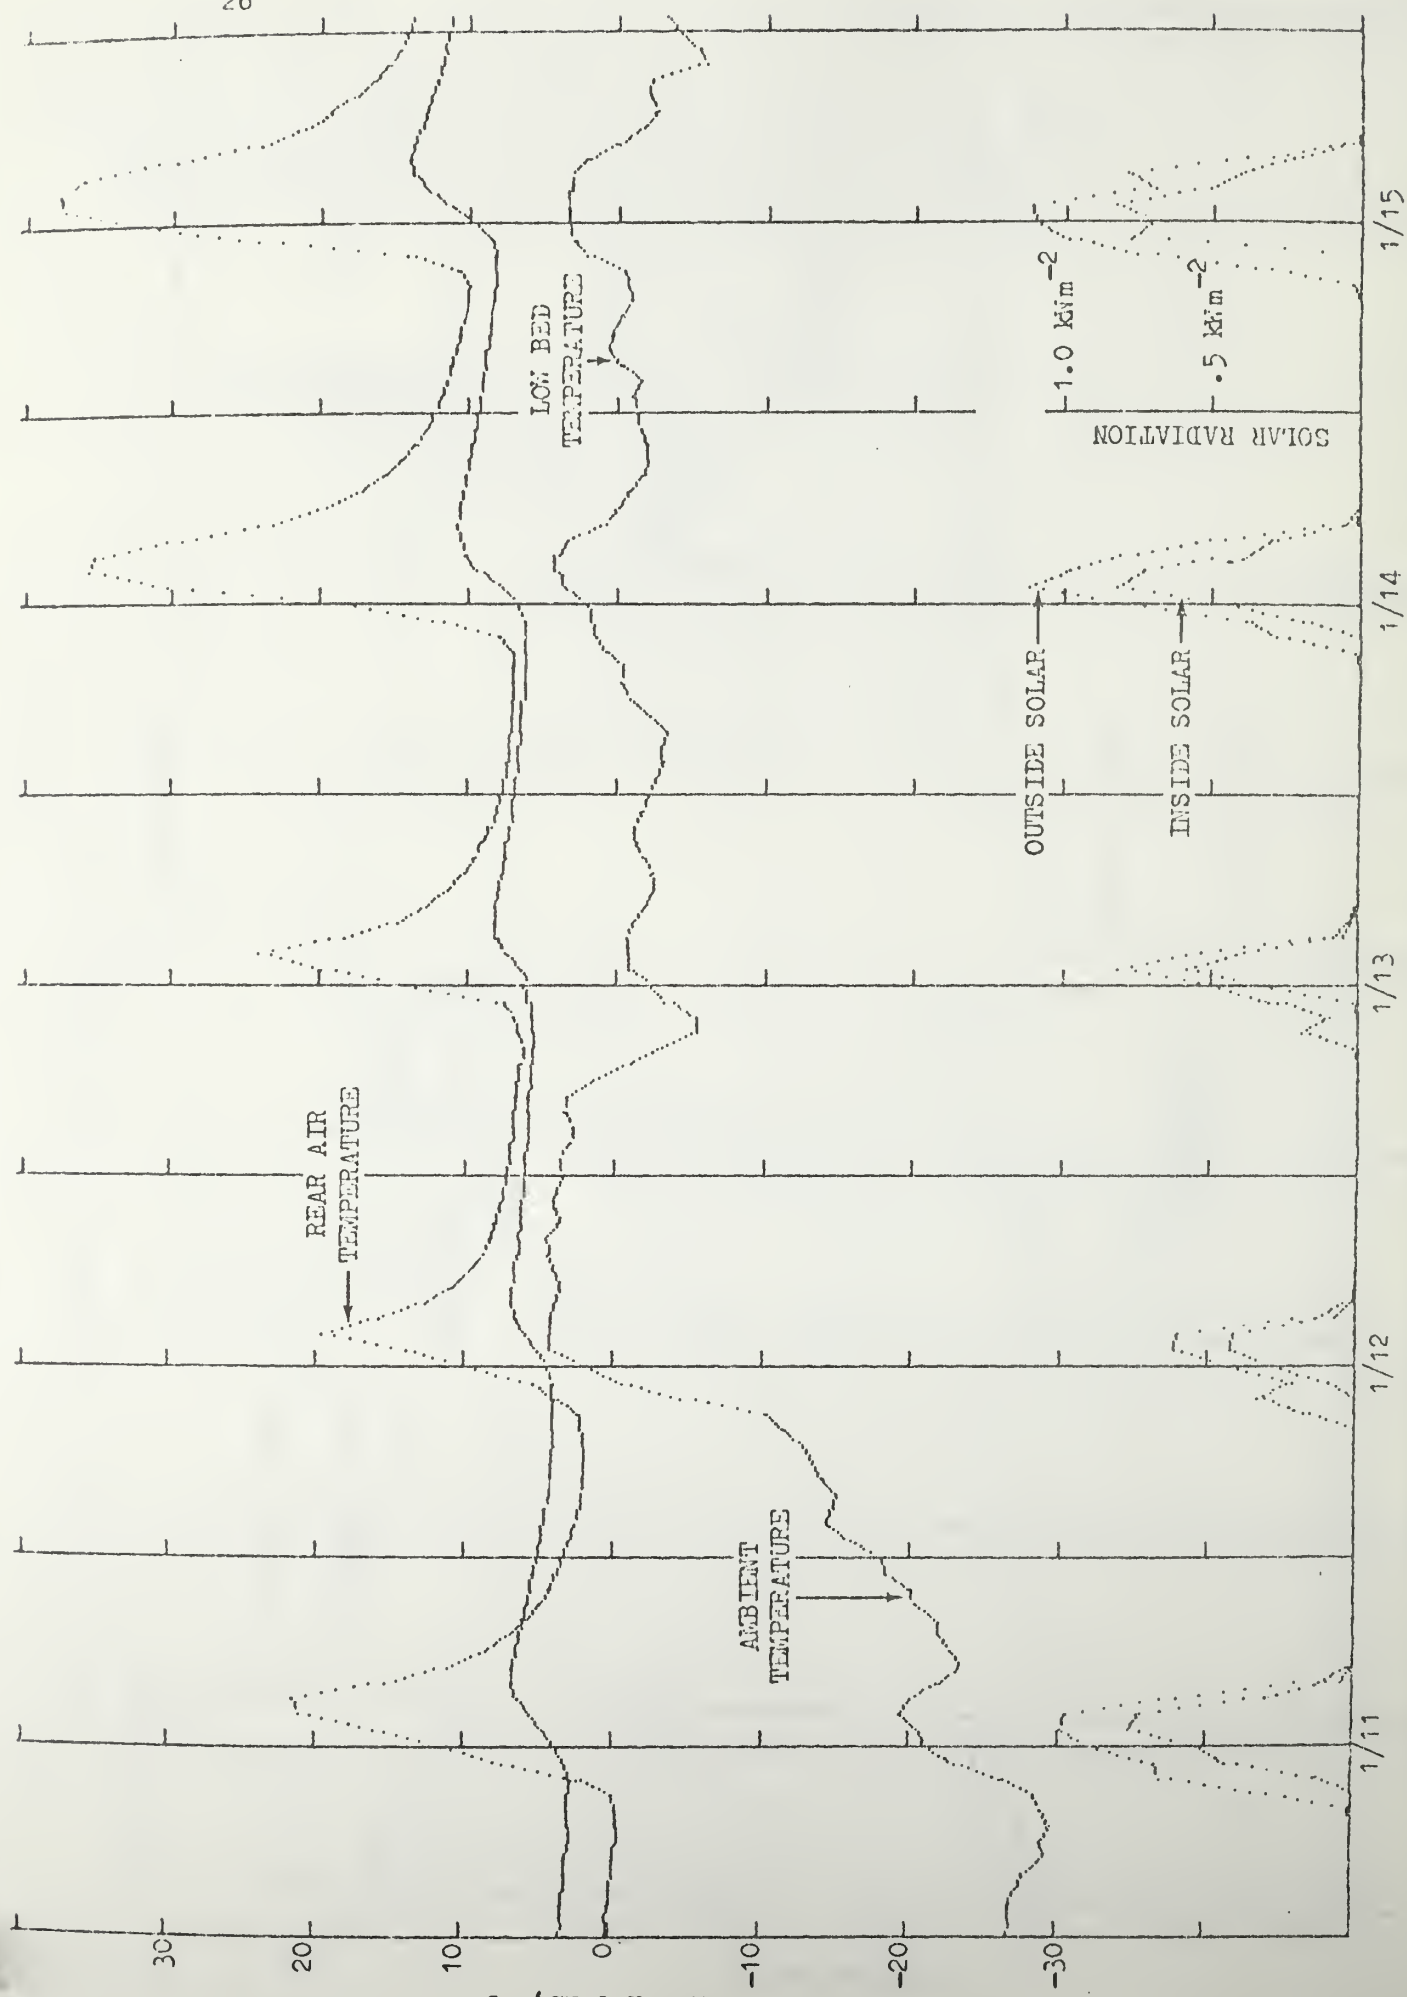 26
REAR AIR
TEMPERATURE
LOW BED
TEMPERATURE
AMBIENT
TEMPERATURE
OUTSIDE SOLAR
INSIDE SOLAR
SOLAR RADIATION
1.0 kWm-2
.5 kWm-2
30
20
10
0
-10
-20
-30
1/11
1/12
1/13
1/14
1/15